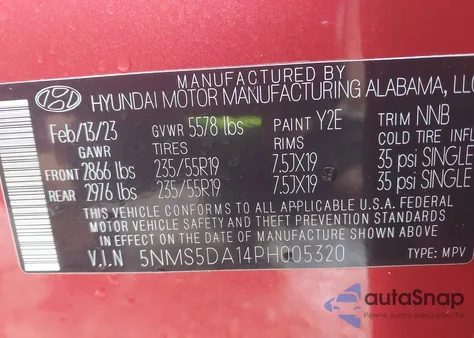 MANUFACTURED BY
HYUNDAI MOTOR MANUFACTURING ALABAMA, LLC
Feb/13/23 GVWR 5578 lbs PAINT Y2E TRIM NNB
GAWR TIRES RIMS COLD TIRE INFL
FRONT 2866 lbs 235/55R19 7.5JX19 35 psi SINGLE
REAR 2976 lbs 235/55R19 7.5JX19 35 psi SINGLE
THIS VEHICLE CONFORMS TO ALL APPLICABLE U.S.A. FEDERAL
MOTOR VEHICLE SAFETY AND THEFT PREVENTION STANDARDS
IN EFFECT ON THE DATE OF MANUFACTURE SHOWN ABOVE.
V.I.N 5NMS5DA14PH005320 TYPE: MPV
autoSnap